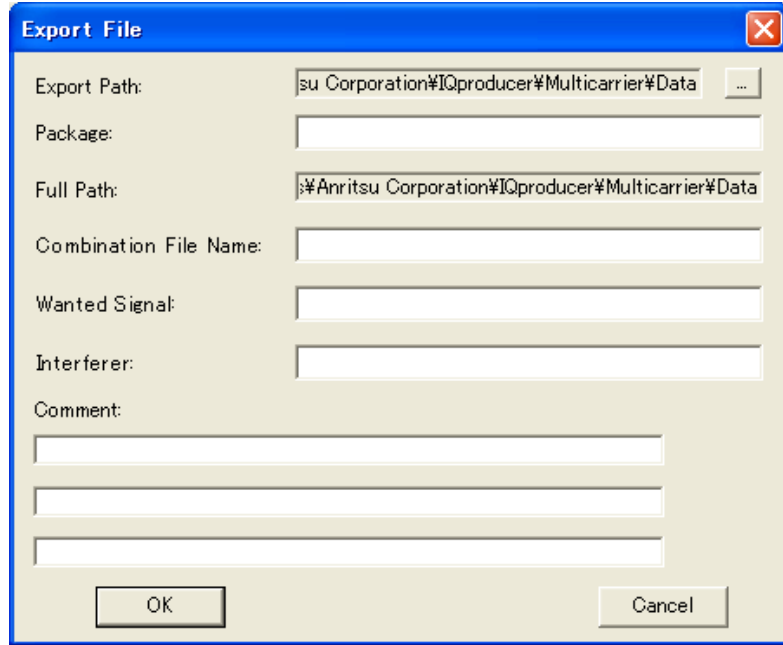 Export File
Export Path: su Corporation¥IQproducer¥Multicarrier¥Data ...
Package:
Full Path: ¥Anritsu Corporation¥IQproducer¥Multicarrier¥Data
Combination File Name:
Wanted Signal:
Interferer:
Comment:
OK Cancel